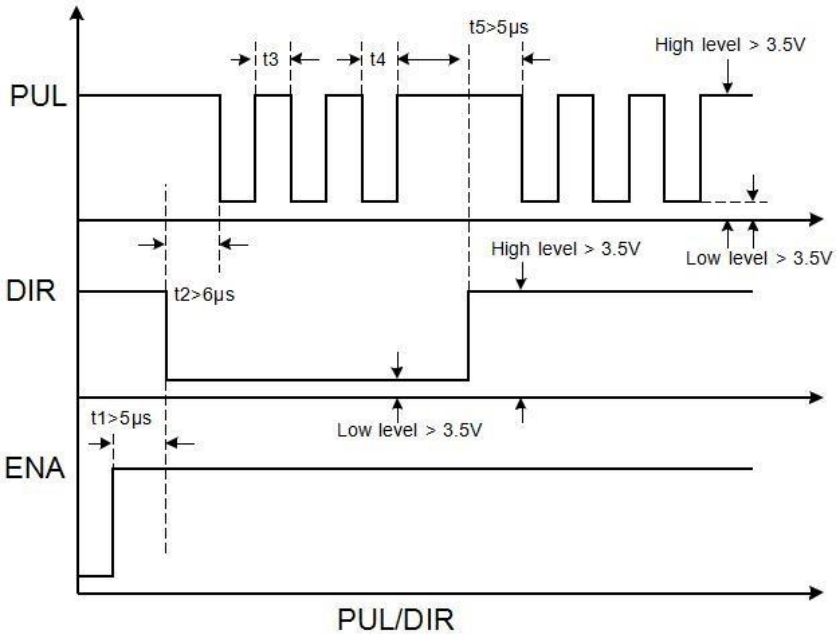 t5>5µs
t3
t4
High level > 3.5V
PUL
High level > 3.5V
Low level > 3.5V
DIR
t2>6µs
t1>5µs
Low level > 3.5V
ENA
PUL/DIR